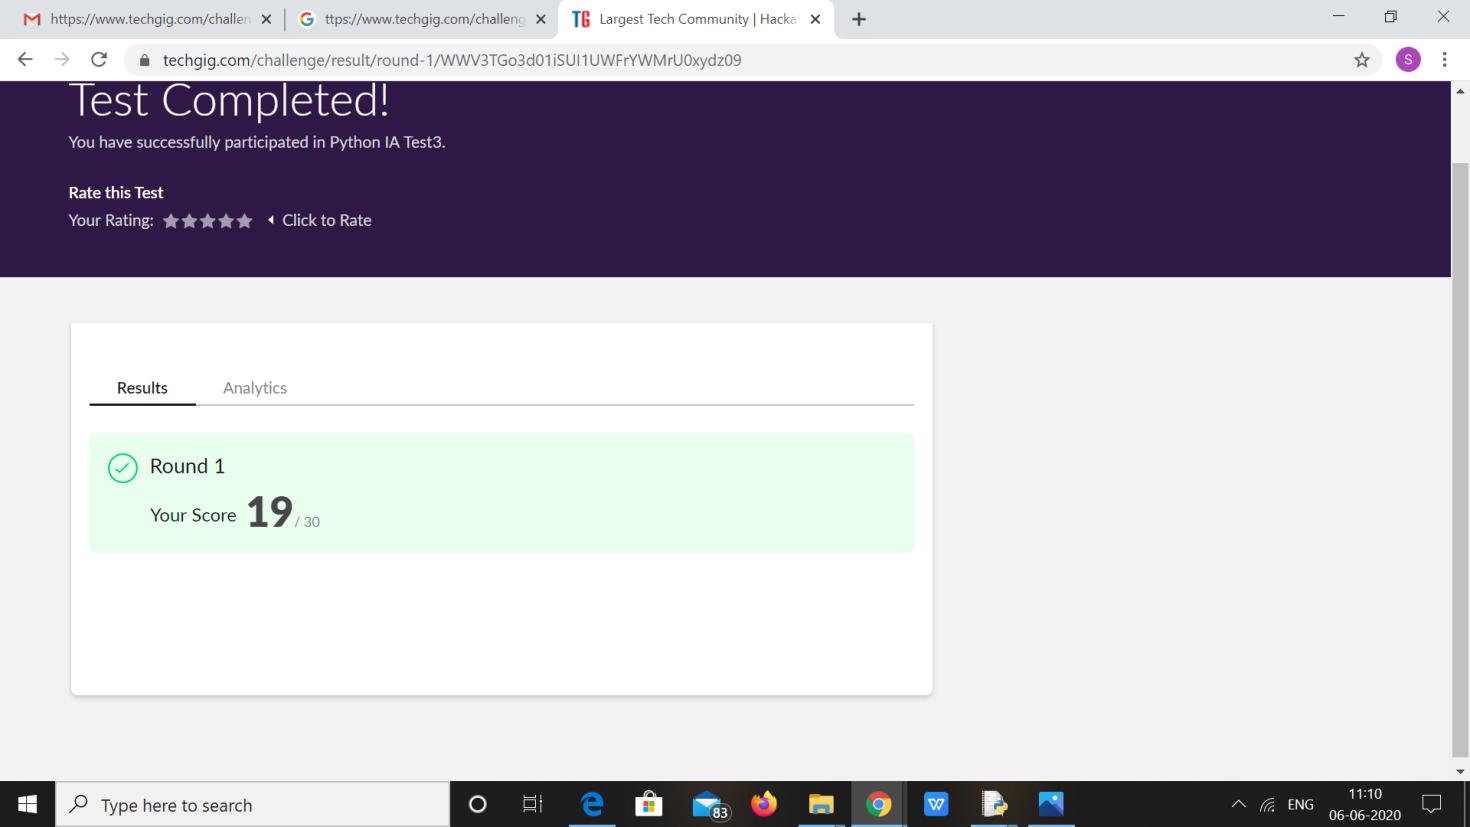 https://www.techgig.com/challen
ttps://www.techgig.com/challeng
TG Largest Tech Community | Hacka
techgig.com/challenge/result/round-1/WWV3TGo3d01iSUI1UWFrYWMrU0xydz09
S
Test Completed!
You have successfully participated in Python IA Test3.
Rate this Test
Your Rating: Click to Rate
Results Analytics
Round 1
Your Score 19 / 30
Type here to search
83
W
ENG
11:10
06-06-2020